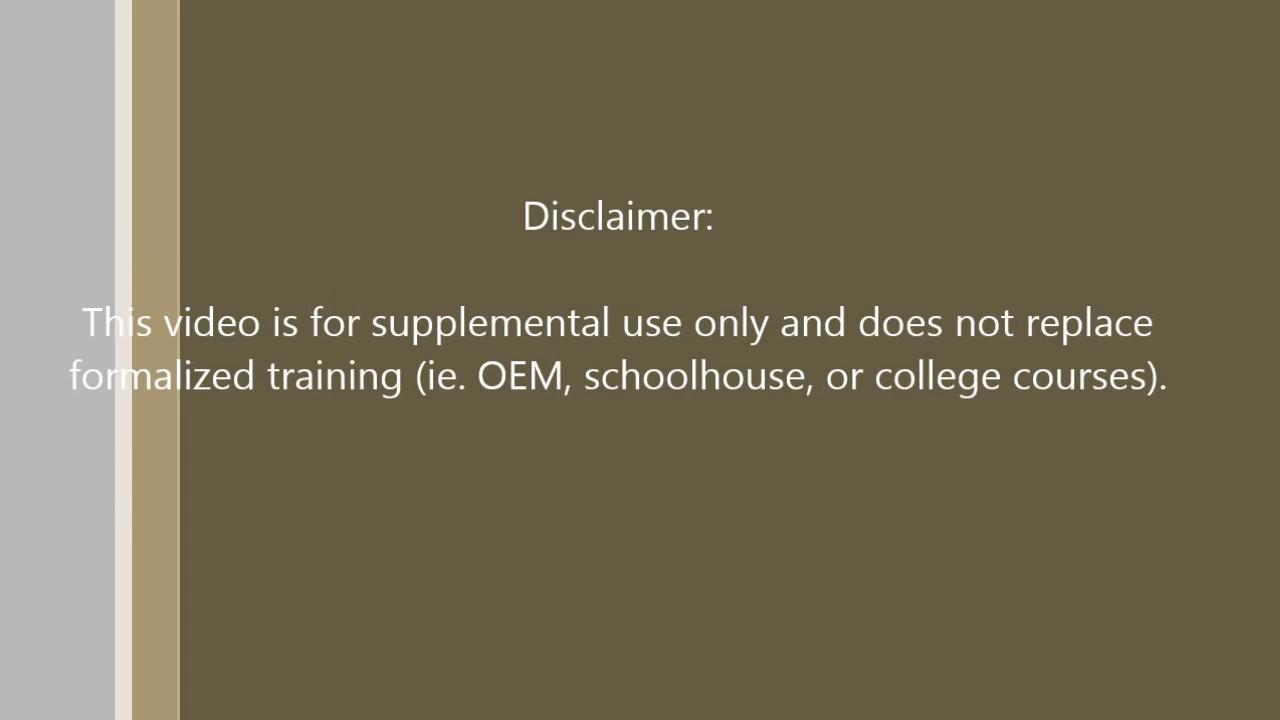 Disclaimer:
This video is for supplemental use only and does not replace
formalized training (ie. OEM, schoolhouse, or college courses).